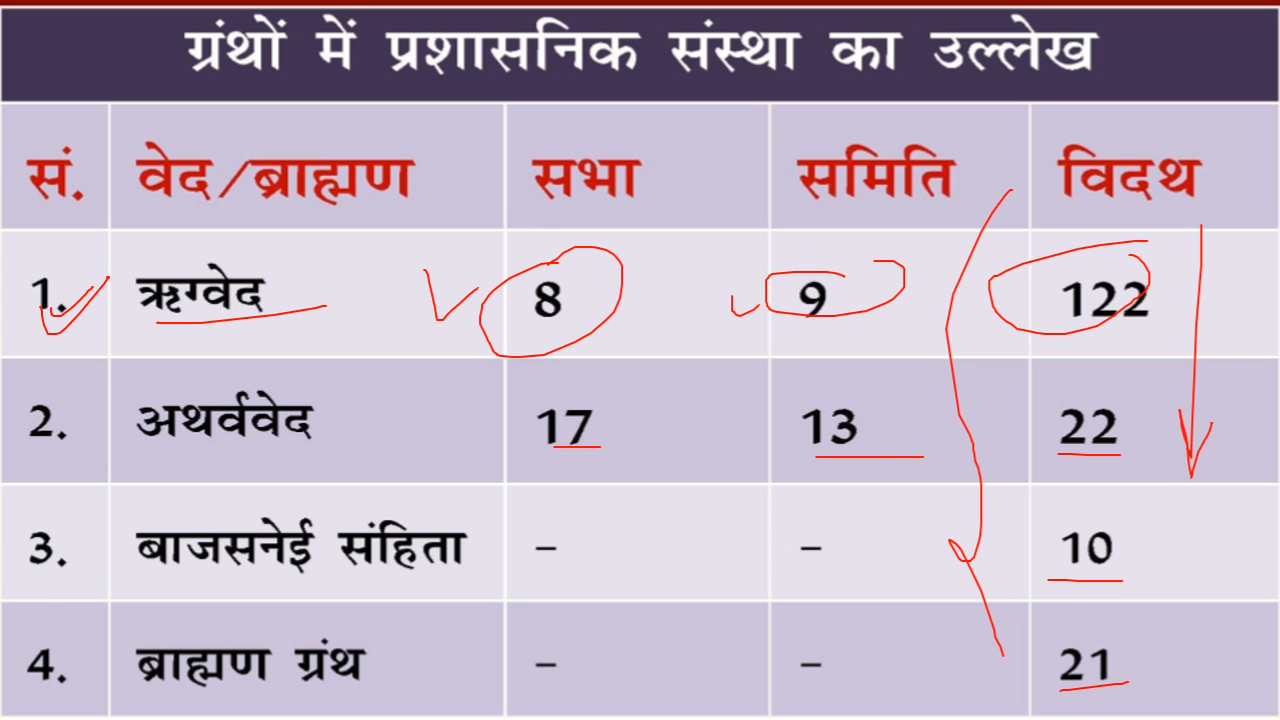 ग्रंथों में प्रशासनिक संस्था का उल्लेख
सं. वेद/ब्राह्मण सभा समिति विदथ
1. ऋग्वेद 8 9 122
2. अथर्ववेद 17 13 22
3. बाजसनेई संहिता - - 10
4. ब्राह्मण ग्रंथ - - 21